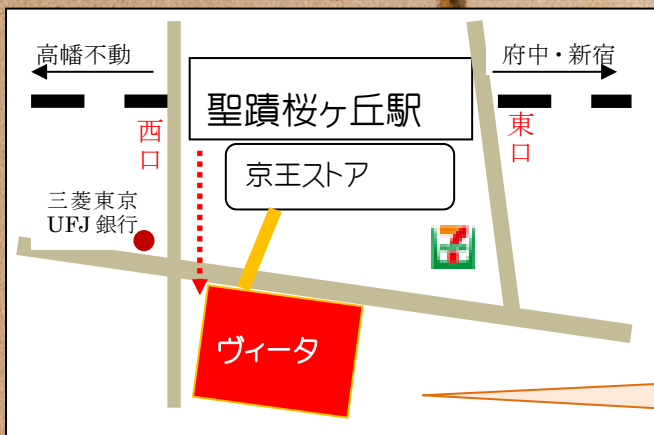 高幡不動
府中・新宿
聖蹟桜ヶ丘駅
西口
東口
京王ストア
三菱東京
UFJ 銀行
7
ヴィータ